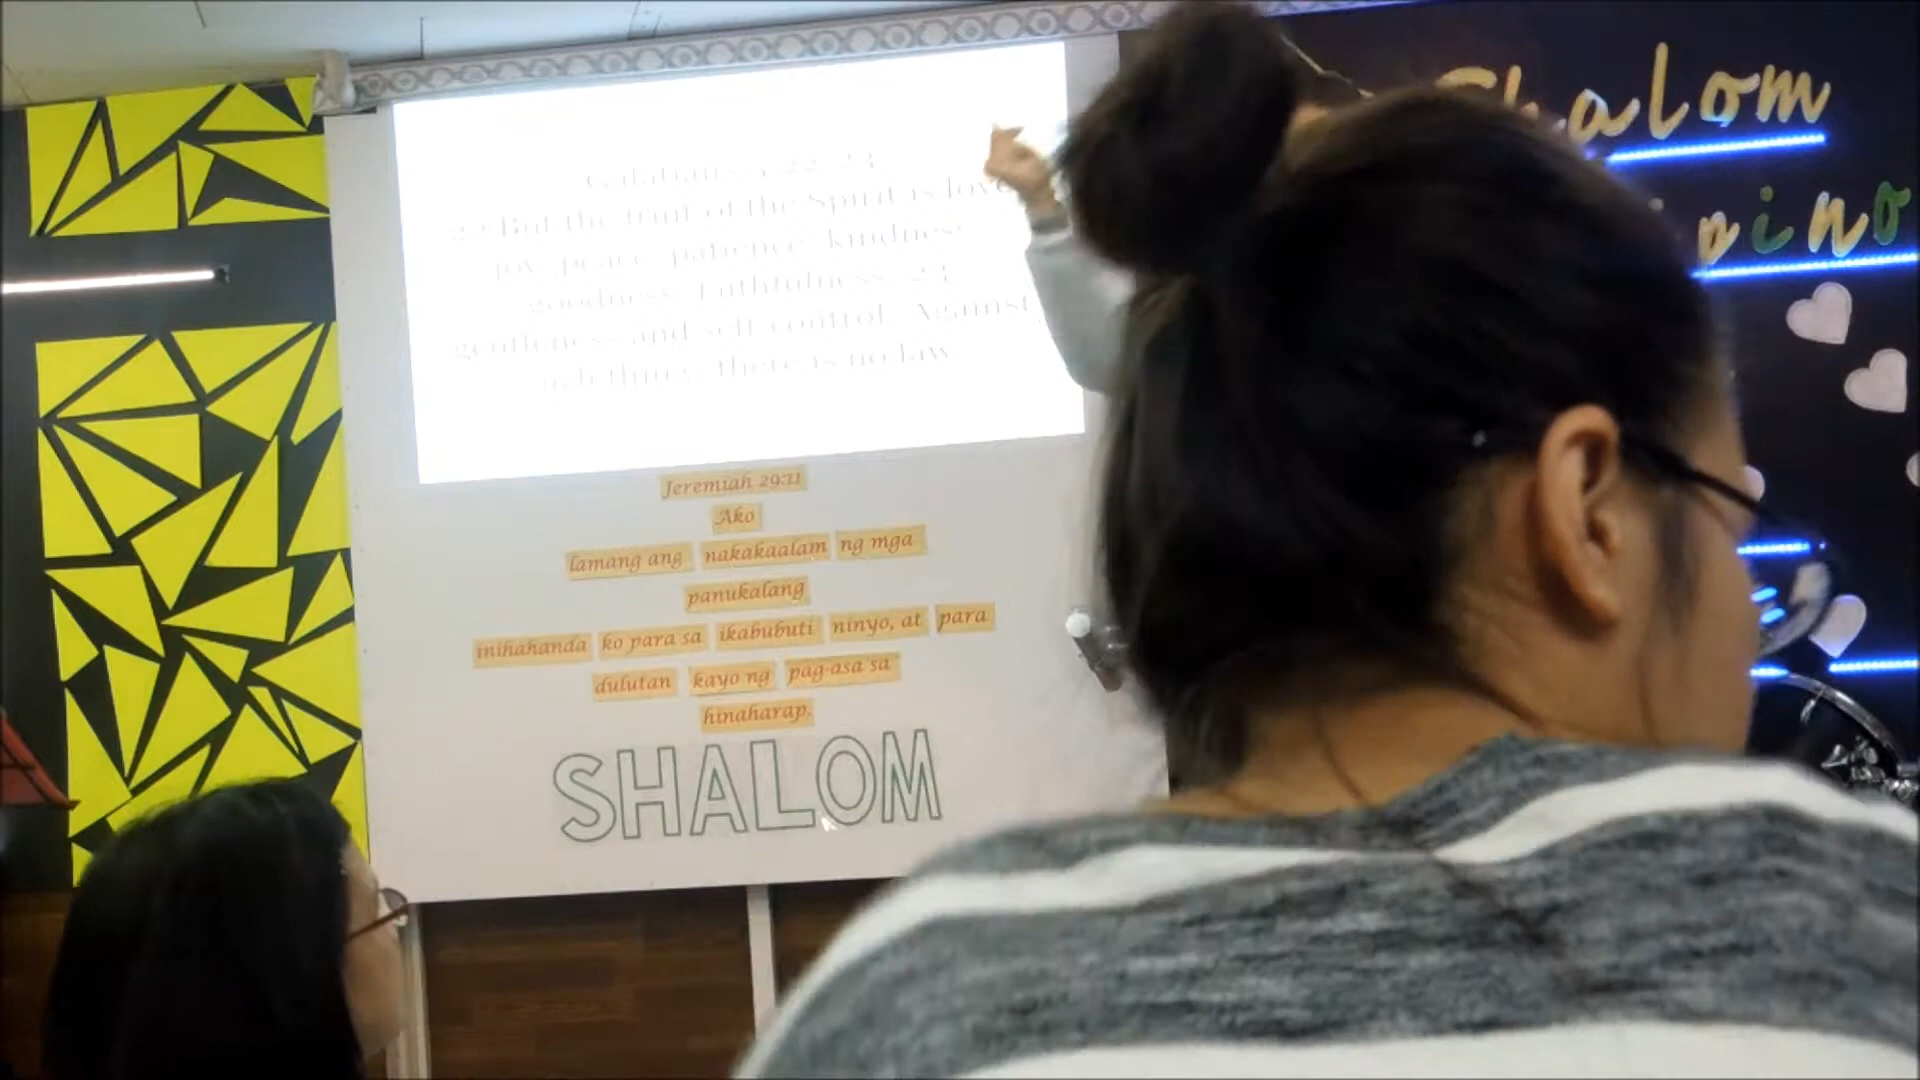 Galatians 5:22-23
22 But the fruit of the Spirit is love
joy, peace, patience, kindness
goodness, faithfulness, 23
gentleness and self control. Against
such things there is no law
Jeremiah 29:11
Ako
lamang ang nakakaalam ng mga
panukalang
inihahanda ko para sa ikabubuti ninyo, at para
dulutan kayo ng pag-asa sa
hinaharap.
SHALOM
Shalom
pino